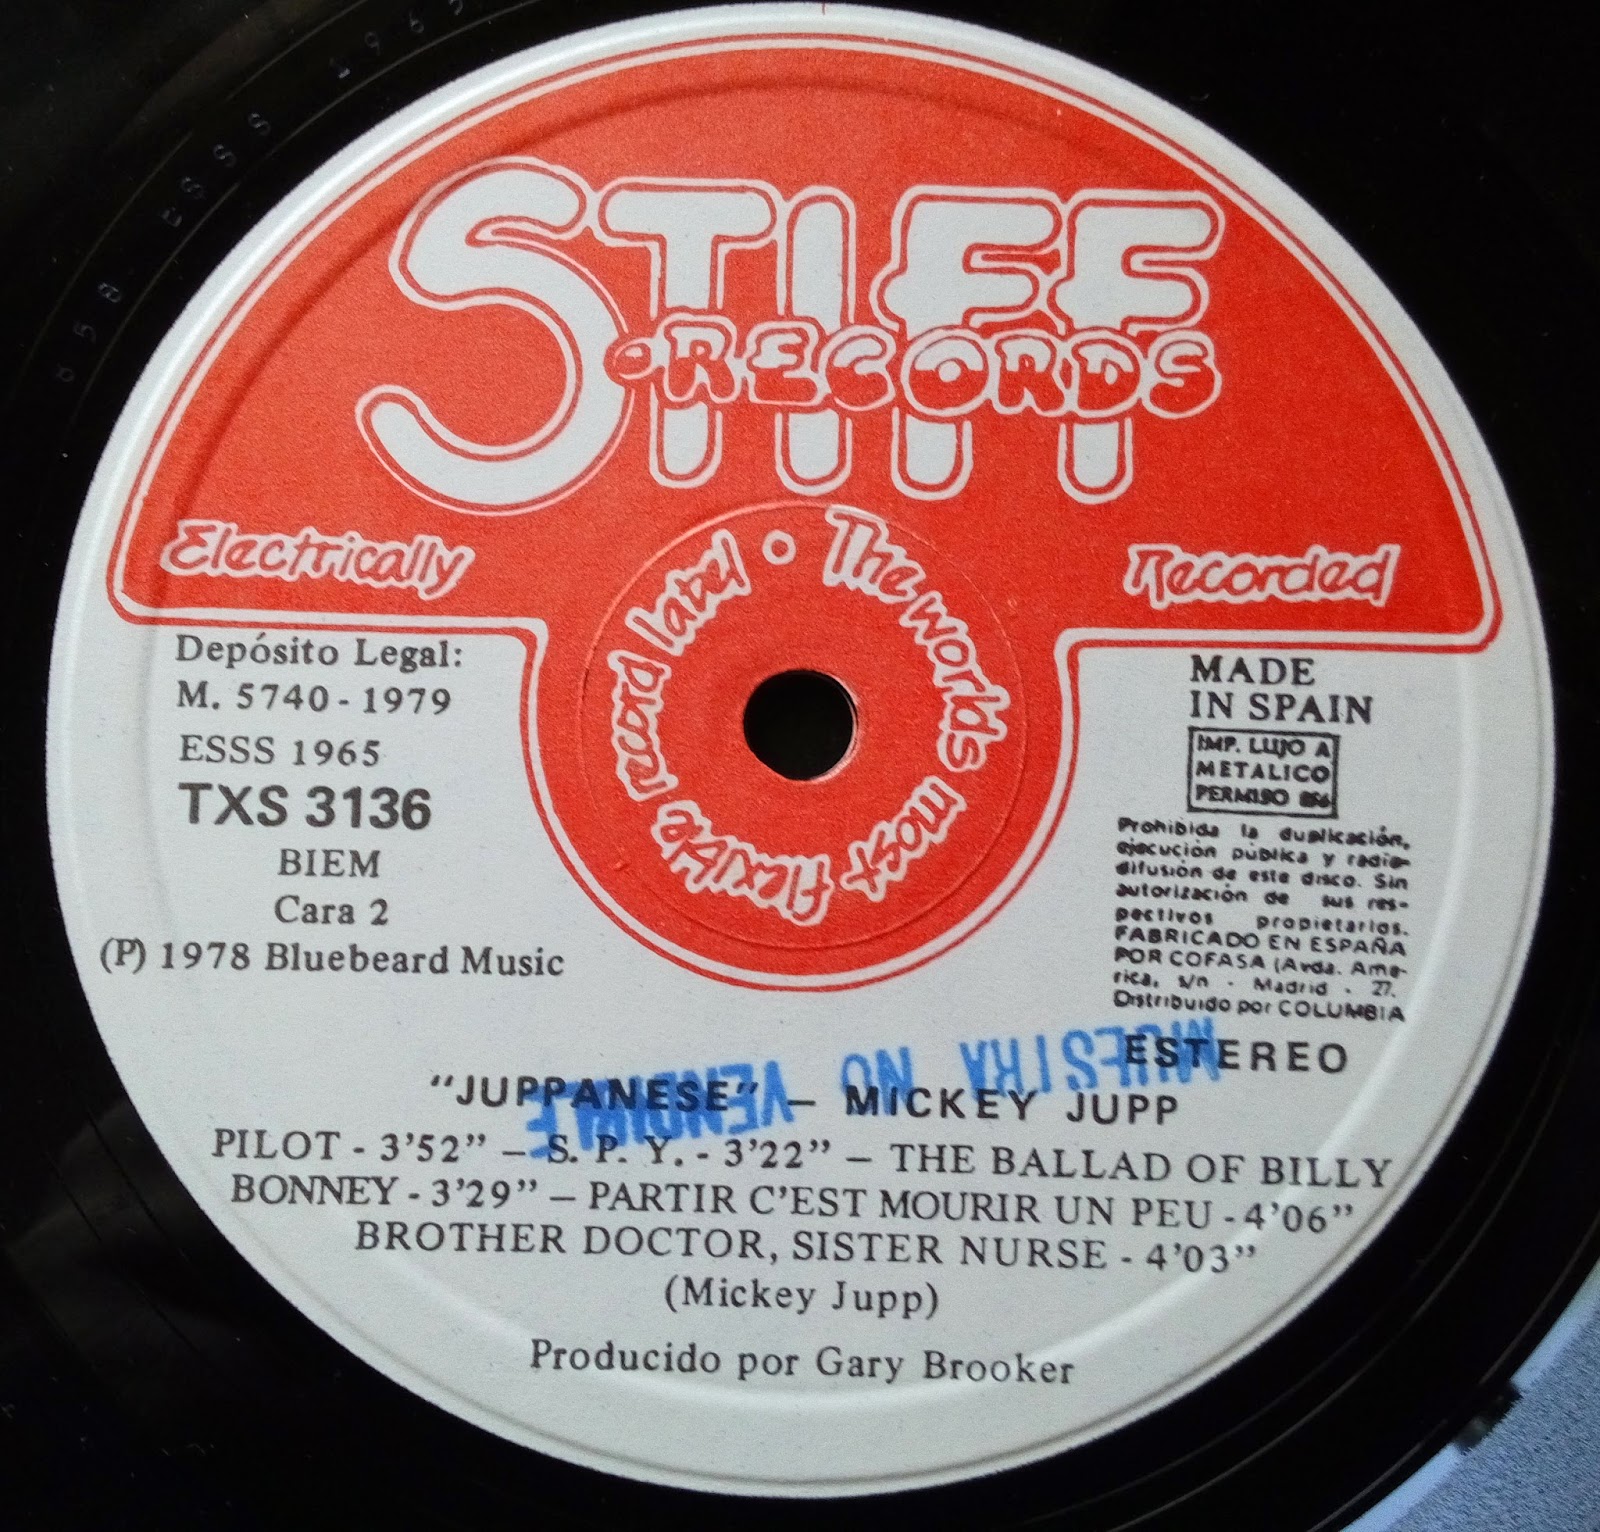 STIFF
RECORDS
Electrically
Recorded
The worlds most flexible record label
Depósito Legal:
M. 5740 - 1979
ESSS 1965
TXS 3136
BIEM
Cara 2
(P) 1978 Bluebeard Music
MADE
IN SPAIN
IMP. LUJO A
METALICO
PERMISO
Prohibida la duplicación,
ejecución pública y radio-
difusión de este disco. Sin
autorización de sus res-
pectivos propietarios.
FABRICADO EN ESPAÑA
POR COFASA (Avda. Ame-
rica, s/n - Madrid - 27.
Distribuido por COLUMBIA
ESTEREO
MUESTRA NO VENDIBLE
"JUPPANESE" – MICKEY JUPP
PILOT - 3'52" – S. P. Y. - 3'22" – THE BALLAD OF BILLY
BONNEY - 3'29" – PARTIR C'EST MOURIR UN PEU - 4'06"
BROTHER DOCTOR, SISTER NURSE - 4'03"
(Mickey Jupp)
Producido por Gary Brooker
ESSS 1965